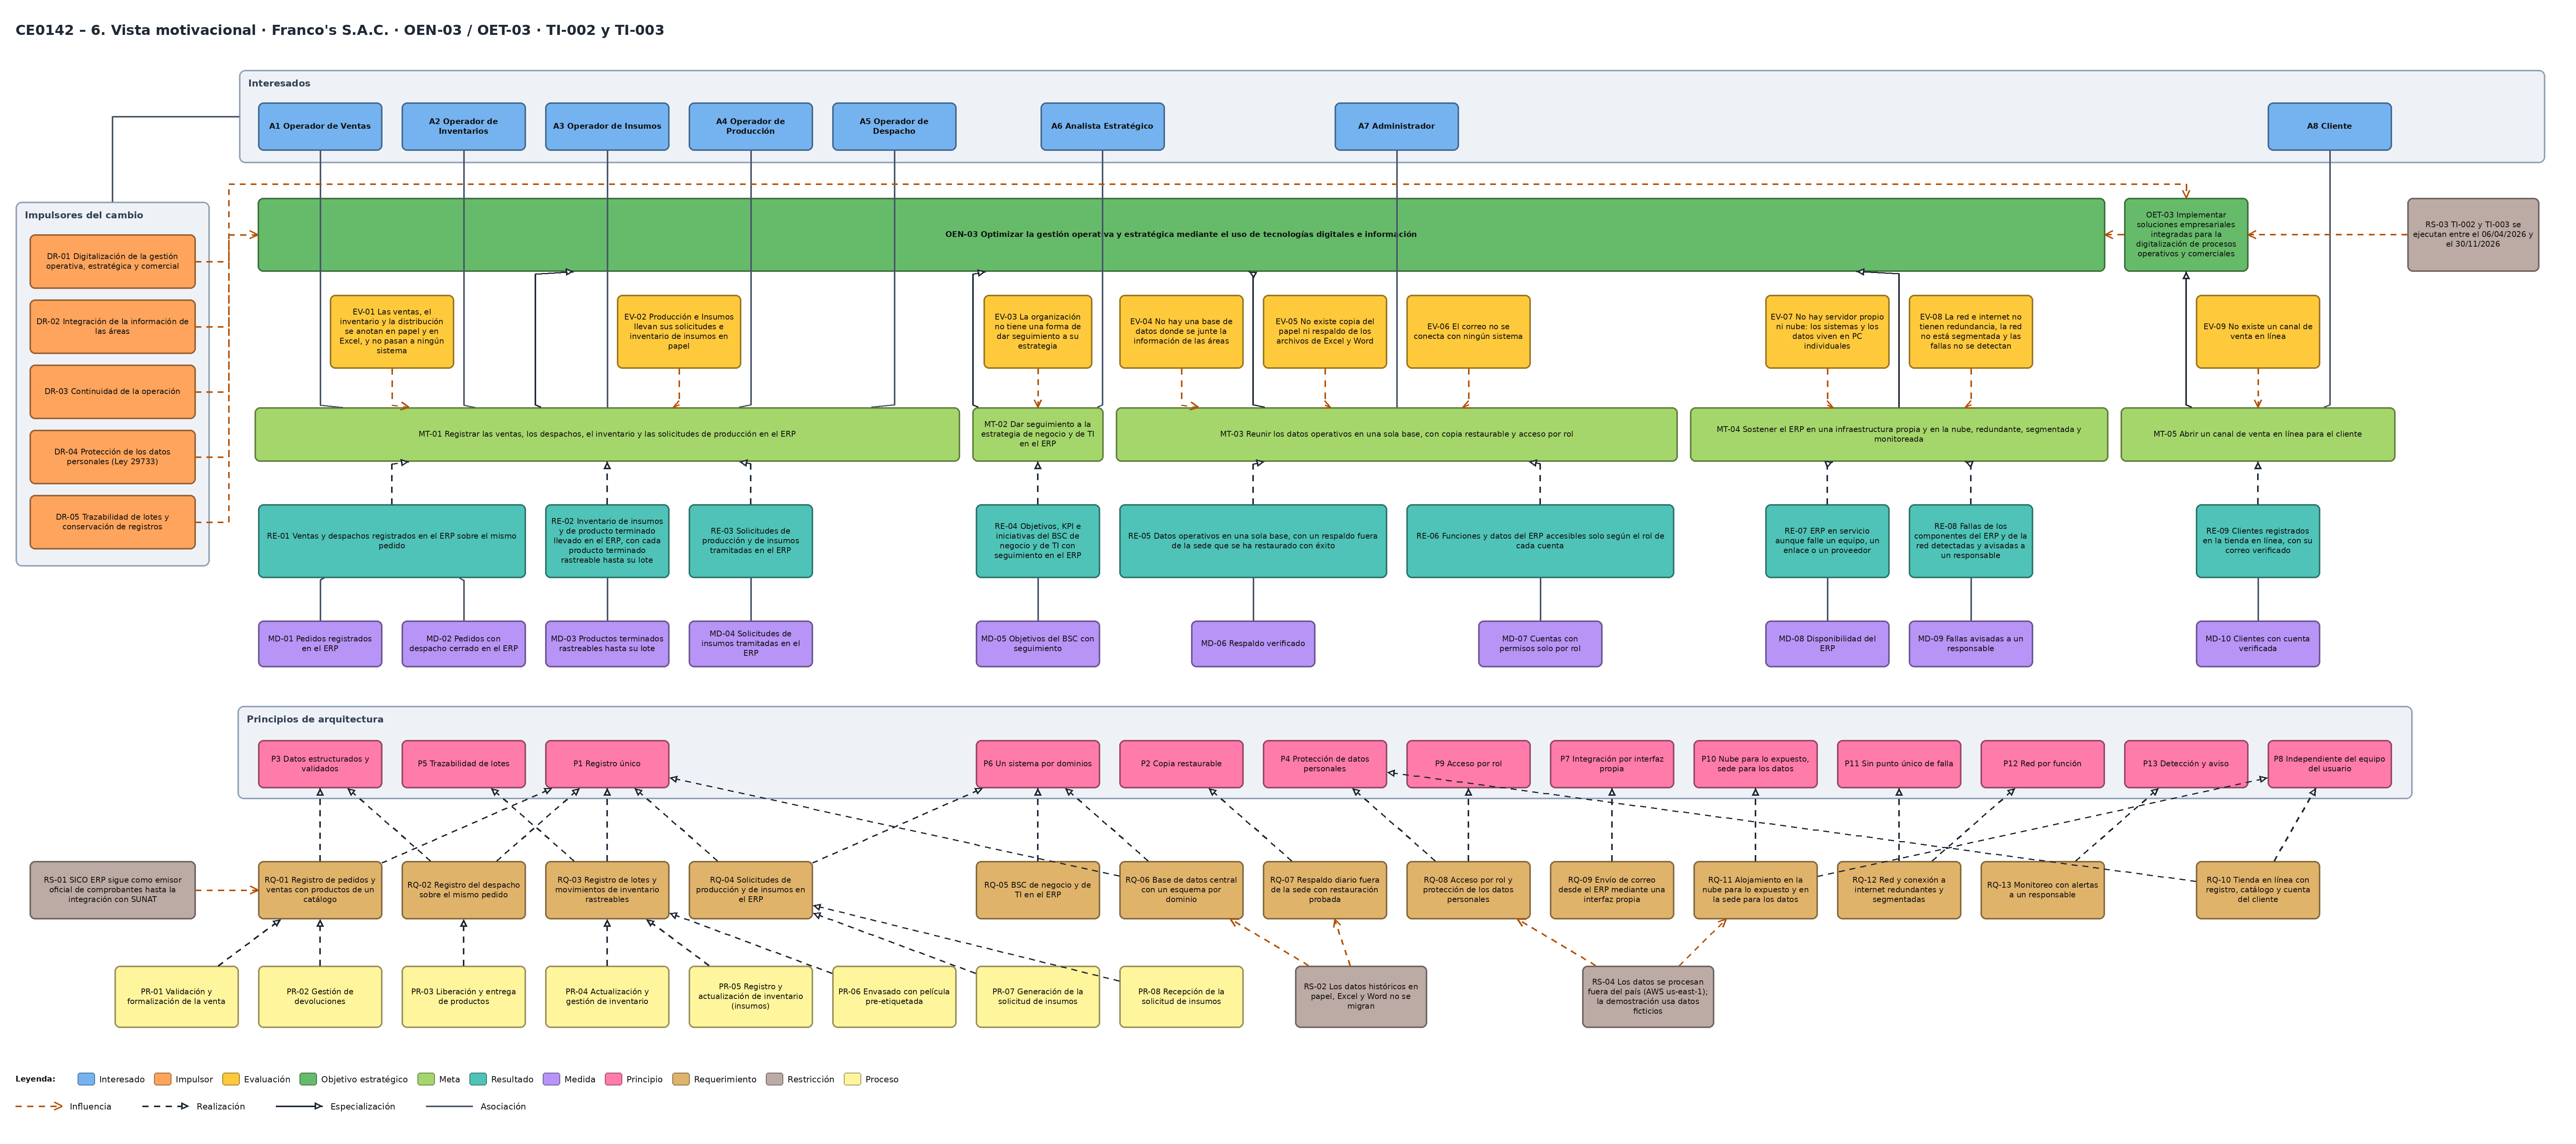 CE0142 – 6. Vista motivacional · Franco's S.A.C. · OEN-03 / OET-03 · TI-002 y TI-003
Interesados
A1 Operador de Ventas
A2 Operador de
Inventarios
A3 Operador de Insumos
A4 Operador de
Producción
A5 Operador de
Despacho
A6 Analista Estratégico
A7 Administrador
A8 Cliente
Impulsores del cambio
DR-01 Digitalización de la gestión
operativa, estratégica y comercial
DR-02 Integración de la información de
las áreas
DR-03 Continuidad de la operación
DR-04 Protección de los datos
personales (Ley 29733)
DR-05 Trazabilidad de lotes y
conservación de registros
OEN-03 Optimizar la gestión operativa y estratégica mediante el uso de tecnologías digitales e información
OET-03 Implementar
soluciones empresariales
integradas para la
digitalización de procesos
operativos y comerciales
RS-03 TI-002 y TI-003 se
ejecutan entre el 06/04/2026 y
el 30/11/2026
EV-01 Las ventas, el
inventario y la distribución
se anotan en papel y en
Excel, y no pasan a ningún
sistema
EV-02 Producción e Insumos
llevan sus solicitudes e
inventario de insumos en
papel
EV-03 La organización
no tiene una forma de
dar seguimiento a su
estrategia
EV-04 No hay una base de
datos donde se junte la
información de las áreas
EV-05 No existe copia del
papel ni respaldo de los
archivos de Excel y Word
EV-06 El correo no se
conecta con ningún sistema
EV-07 No hay servidor propio
ni nube: los sistemas y los
datos viven en PC
individuales
EV-08 La red e internet no
tienen redundancia, la red
no está segmentada y las
fallas no se detectan
EV-09 No existe un canal de
venta en línea
MT-01 Registrar las ventas, los despachos, el inventario y las solicitudes de producción en el ERP
MT-02 Dar seguimiento a la
estrategia de negocio y de TI
en el ERP
MT-03 Reunir los datos operativos en una sola base, con copia restaurable y acceso por rol
MT-04 Sostener el ERP en una infraestructura propia y en la nube, redundante, segmentada y
monitoreada
MT-05 Abrir un canal de venta en línea para el cliente
RE-01 Ventas y despachos registrados en el ERP sobre el mismo
pedido
RE-02 Inventario de insumos
y de producto terminado
llevado en el ERP, con cada
producto terminado
rastreable hasta su lote
RE-03 Solicitudes de
producción y de insumos
tramitadas en el ERP
RE-04 Objetivos, KPI e
iniciativas del BSC de
negocio y de TI con
seguimiento en el ERP
RE-05 Datos operativos en una sola base, con un respaldo fuera
de la sede que se ha restaurado con éxito
RE-06 Funciones y datos del ERP accesibles solo según el rol de
cada cuenta
RE-07 ERP en servicio
aunque falle un equipo, un
enlace o un proveedor
RE-08 Fallas de los
componentes del ERP y de la
red detectadas y avisadas a
un responsable
RE-09 Clientes registrados
en la tienda en línea, con su
correo verificado
MD-01 Pedidos registrados
en el ERP
MD-02 Pedidos con
despacho cerrado en el ERP
MD-03 Productos terminados
rastreables hasta su lote
MD-04 Solicitudes de
insumos tramitadas en el
ERP
MD-05 Objetivos del BSC con
seguimiento
MD-06 Respaldo verificado
MD-07 Cuentas con
permisos solo por rol
MD-08 Disponibilidad del
ERP
MD-09 Fallas avisadas a un
responsable
MD-10 Clientes con cuenta
verificada
Principios de arquitectura
P3 Datos estructurados y
validados
P5 Trazabilidad de lotes
P1 Registro único
P6 Un sistema por dominios
P2 Copia restaurable
P4 Protección de datos
personales
P9 Acceso por rol
P7 Integración por interfaz
propia
P10 Nube para lo expuesto,
sede para los datos
P11 Sin punto único de falla
P12 Red por función
P13 Detección y aviso
P8 Independiente del equipo
del usuario
RS-01 SICO ERP sigue como emisor
oficial de comprobantes hasta la
integración con SUNAT
RQ-01 Registro de pedidos y
ventas con productos de un
catálogo
RQ-02 Registro del despacho
sobre el mismo pedido
RQ-03 Registro de lotes y
movimientos de inventario
rastreables
RQ-04 Solicitudes de
producción y de insumos en
el ERP
RQ-05 BSC de negocio y de
TI en el ERP
RQ-06 Base de datos central
con un esquema por
dominio
RQ-07 Respaldo diario fuera
de la sede con restauración
probada
RQ-08 Acceso por rol y
protección de los datos
personales
RQ-09 Envío de correo
desde el ERP mediante una
interfaz propia
RQ-11 Alojamiento en la
nube para lo expuesto y en
la sede para los datos
RQ-12 Red y conexión a
internet redundantes y
segmentadas
RQ-13 Monitoreo con alertas
a un responsable
RQ-10 Tienda en línea con
registro, catálogo y cuenta
del cliente
PR-01 Validación y
formalización de la venta
PR-02 Gestión de
devoluciones
PR-03 Liberación y entrega
de productos
PR-04 Actualización y
gestión de inventario
PR-05 Registro y
actualización de inventario
(insumos)
PR-06 Envasado con película
pre-etiquetada
PR-07 Generación de la
solicitud de insumos
PR-08 Recepción de la
solicitud de insumos
RS-02 Los datos históricos en
papel, Excel y Word no se
migran
RS-04 Los datos se procesan
fuera del país (AWS us-east-1);
la demostración usa datos
ficticios
Leyenda:
Interesado
Impulsor
Evaluación
Objetivo estratégico
Meta
Resultado
Medida
Principio
Requerimiento
Restricción
Proceso
Influencia
Realización
Especialización
Asociación